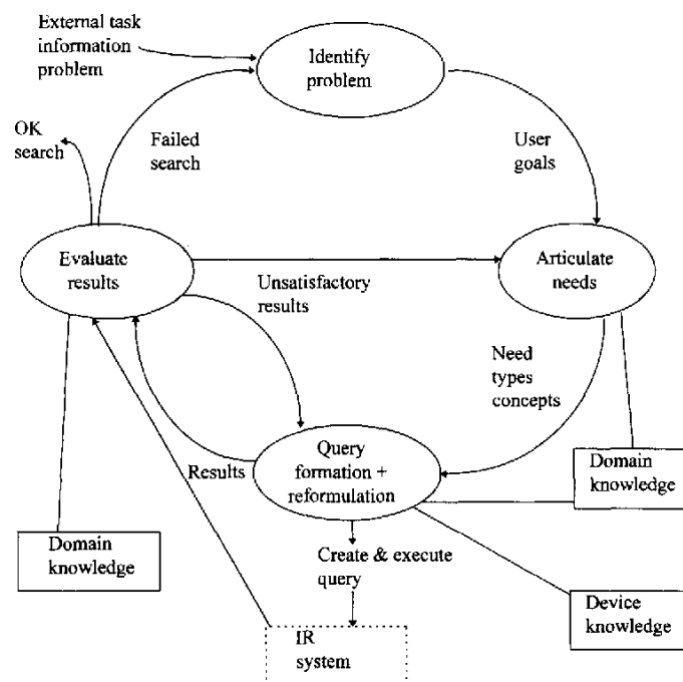 External task
information
problem
Identify
problem
OK
search
Failed
search
User
goals
Evaluate
results
Articulate
needs
Unsatisfactory
results
Need
types
concepts
Query
formation +
reformulation
Results
Domain
knowledge
Domain
knowledge
Create & execute
query
Device
knowledge
IR
system